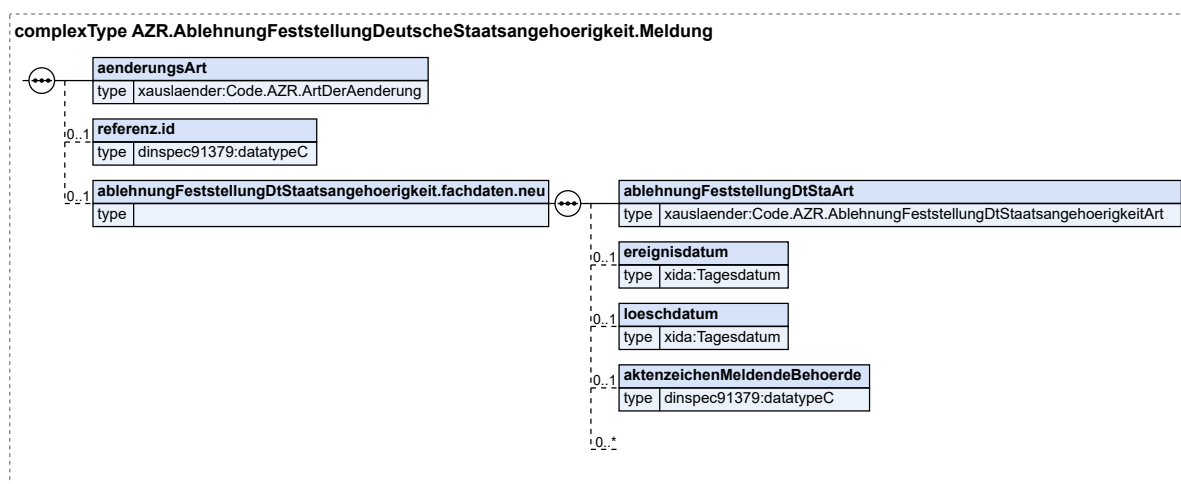 complexType AZR.AblehnungFeststellungDeutscheStaatsangehoerigkeit.Meldung
aenderungsArt
type xauslaender:Code.AZR.ArtDerAenderung
0..1 referenz.id
type dinspec91379:datatypeC
0..1 ablehnungFeststellungDtStaatsangehoerigkeit.fachdaten.neu
type
ablehnungFeststellungDtStaArt
type xauslaender:Code.AZR.AblehnungFeststellungDtStaatsangehoerigkeitArt
0..1 ereignisdatum
type xida:Tagesdatum
0..1 loeschdatum
type xida:Tagesdatum
0..1 aktenzeichenMeldendeBehoerde
type dinspec91379:datatypeC
0..*